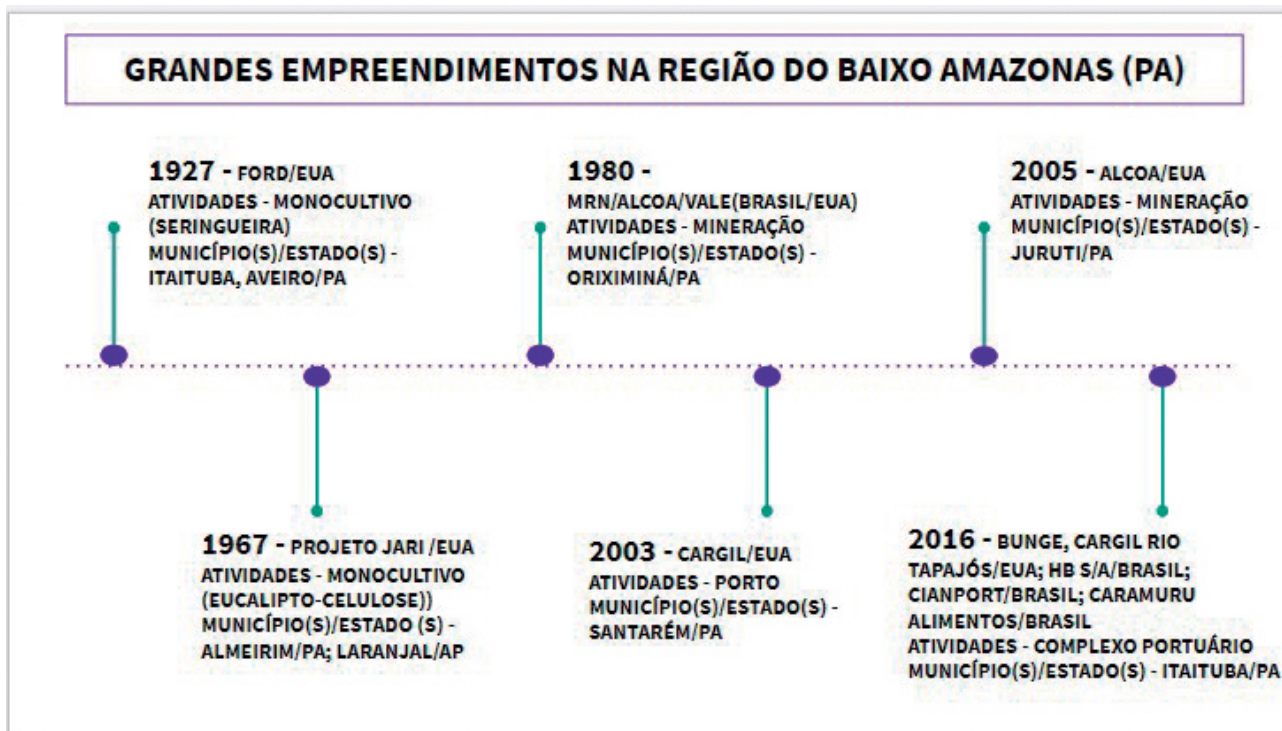 GRANDES EMPREENDIMENTOS NA REGIÃO DO BAIXO AMAZONAS (PA)
1927 - FORD/EUA
ATIVIDADES - MONOCULTIVO
(SERINGUEIRA)
MUNICÍPIO(S)/ESTADO(S) -
ITAITUBA, AVEIRO/PA
1967 - PROJETO JARI /EUA
ATIVIDADES - MONOCULTIVO
(EUCALIPTO-CELULOSE))
MUNICÍPIO(S)/ESTADO (S) -
ALMEIRIM/PA; LARANJAL/AP
1980 -
MRN/ALCOA/VALE(BRASIL/EUA)
ATIVIDADES - MINERAÇÃO
MUNICÍPIO(S)/ESTADO(S) -
ORIXIMINÁ/PA
2003 - CARGIL/EUA
ATIVIDADES - PORTO
MUNICÍPIO(S)/ESTADO(S) -
SANTARÉM/PA
2005 - ALCOA/EUA
ATIVIDADES - MINERAÇÃO
MUNICÍPIO(S)/ESTADO(S) -
JURUTI/PA
2016 - BUNGE, CARGIL RIO
TAPAJÓS/EUA; HB S/A/BRASIL;
CIANPORT/BRASIL; CARAMURU
ALIMENTOS/BRASIL
ATIVIDADES - COMPLEXO PORTUÁRIO
MUNICÍPIO(S)/ESTADO(S) - ITAITUBA/PA